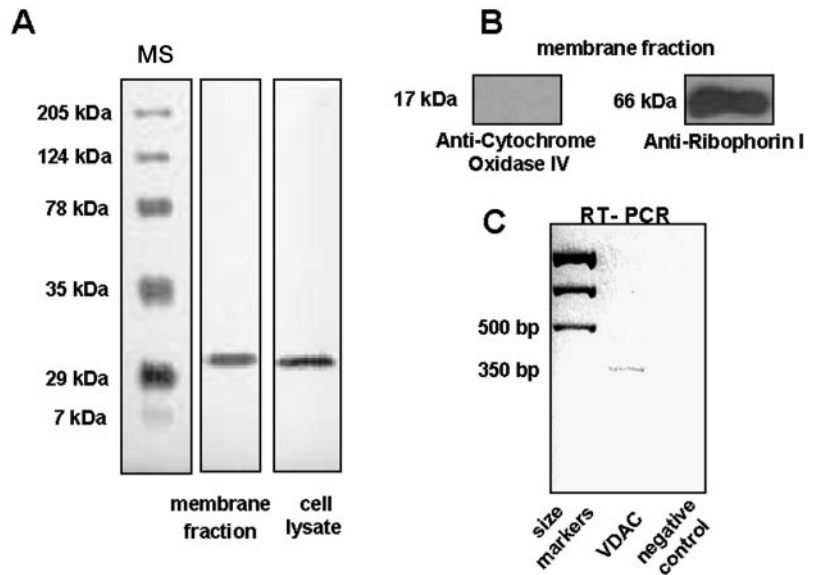 A
MS
205 kDa
124 kDa
78 kDa
35 kDa
29 kDa
7 kDa
membrane
fraction
cell
lysate
B
membrane fraction
17 kDa
66 kDa
Anti-Cytochrome
Oxidase IV
Anti-Ribophorin I
C
RT- PCR
500 bp
350 bp
size
markers
VDAC
negative
control